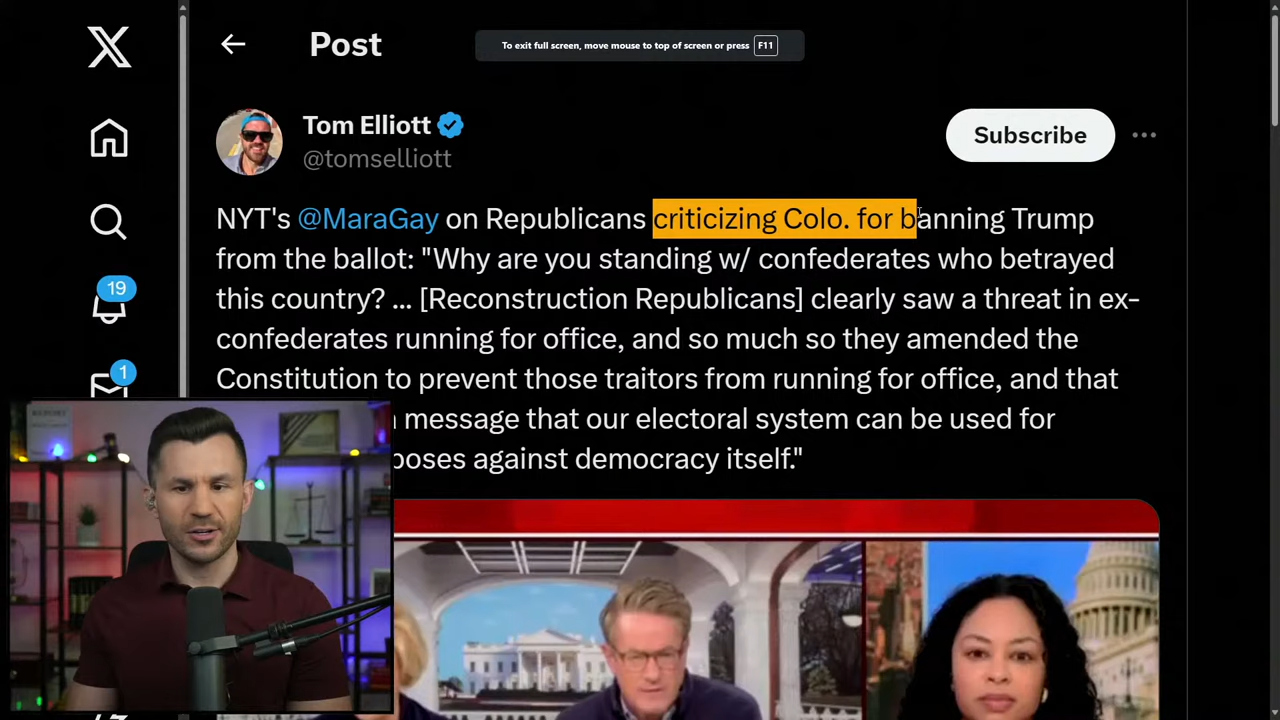 Post
To exit full screen, move mouse to top of screen or press F11
Tom Elliott
@tomselliott
Subscribe
NYT's @MaraGay on Republicans criticizing Colo. for banning Trump
from the ballot: "Why are you standing w/ confederates who betrayed
this country? ... [Reconstruction Republicans] clearly saw a threat in ex-
confederates running for office, and so much so they amended the
Constitution to prevent those traitors from running for office, and that
message that our electoral system can be used for
poses against democracy itself."
19
1